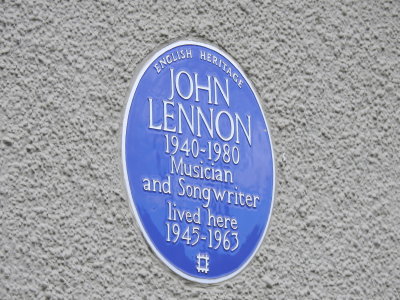 ENGLISH HERITAGE
JOHN
LENNON
1940-1980
Musician
and Songwriter
lived here
1945-1963